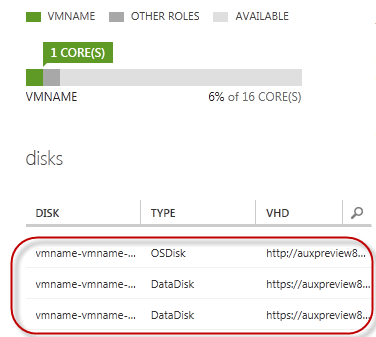 VMNAME OTHER ROLES AVAILABLE
1 CORE(S)
VMNAME 6% of 16 CORE(S)
disks
DISK TYPE VHD
vmname-vmname-... OSDisk http://auxpreview8...
vmname-vmname-... DataDisk https://auxpreview8...
vmname-vmname-... DataDisk https://auxpreview8...